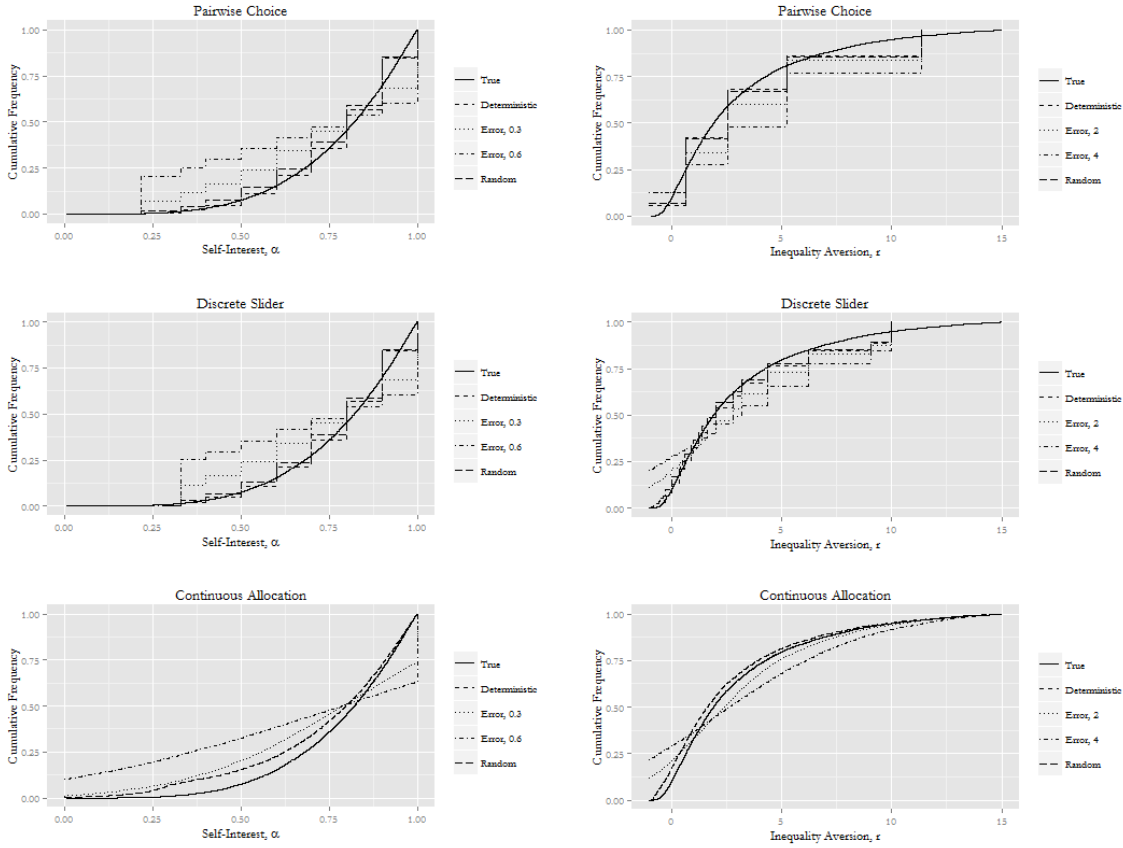 Pairwise Choice
Cumulative Frequency
1.00
0.75
0.50
0.25
0.00
0.00 0.25 0.50 0.75 1.00
Self-Interest, α
True
Deterministic
Error, 0.3
Error, 0.6
Random
Pairwise Choice
Cumulative Frequency
1.00
0.75
0.50
0.25
0.00
0 5 10 15
Inequality Aversion, r
True
Deterministic
Error, 2
Error, 4
Random
Discrete Slider
Cumulative Frequency
1.00
0.75
0.50
0.25
0.00
0.00 0.25 0.50 0.75 1.00
Self-Interest, α
True
Deterministic
Error, 0.3
Error, 0.6
Random
Discrete Slider
Cumulative Frequency
1.00
0.75
0.50
0.25
0.00
0 5 10 15
Inequality Aversion, r
True
Deterministic
Error, 2
Error, 4
Random
Continuous Allocation
Cumulative Frequency
1.00
0.75
0.50
0.25
0.00
0.00 0.25 0.50 0.75 1.00
Self-Interest, α
True
Deterministic
Error, 0.3
Error, 0.6
Random
Continuous Allocation
Cumulative Frequency
1.00
0.75
0.50
0.25
0.00
0 5 10 15
Inequality Aversion, r
True
Deterministic
Error, 2
Error, 4
Random